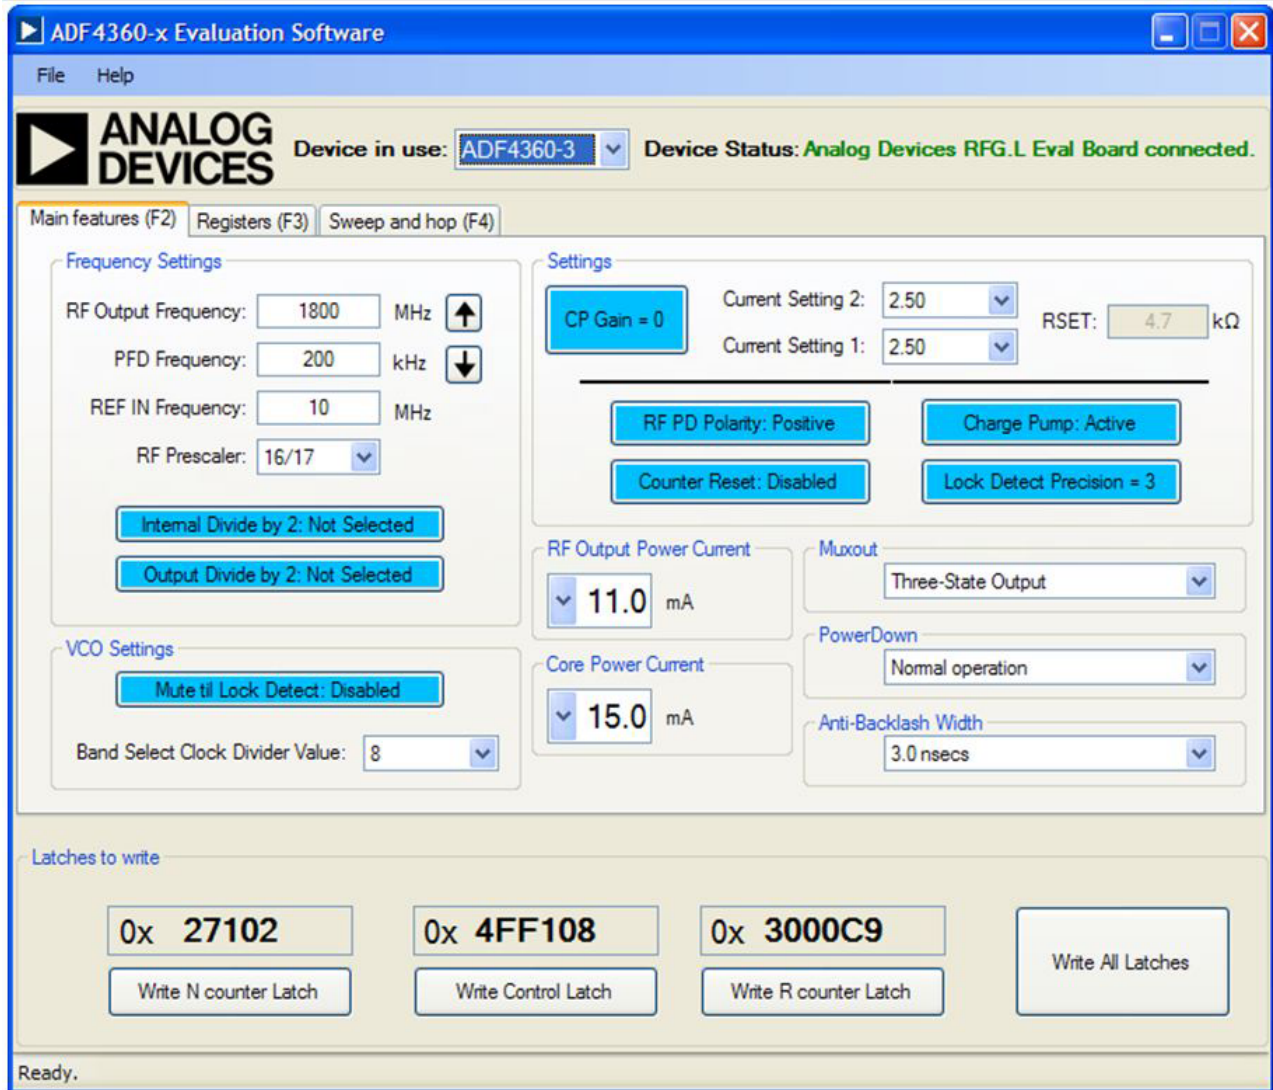 ADF4360-x Evaluation Software
File Help
ANALOG
DEVICES
Device in use: ADF4360-3 Device Status: Analog Devices RFG.L Eval Board connected.
Main features (F2) Registers (F3) Sweep and hop (F4)
Frequency Settings
RF Output Frequency: 1800 MHz
PFD Frequency: 200 kHz
REF IN Frequency: 10 MHz
RF Prescaler: 16/17
Internal Divide by 2: Not Selected
Output Divide by 2: Not Selected
VCO Settings
Mute til Lock Detect: Disabled
Band Select Clock Divider Value: 8
Settings
CP Gain = 0
Current Setting 2: 2.50
Current Setting 1: 2.50
RSET: 4.7 kΩ
RF PD Polarity: Positive
Charge Pump: Active
Counter Reset: Disabled
Lock Detect Precision = 3
RF Output Power Current
11.0 mA
Core Power Current
15.0 mA
Muxout
Three-State Output
PowerDown
Normal operation
Anti-Backlash Width
3.0 nsecs
Latches to write
0x 27102
0x 4FF108
0x 3000C9
Write N counter Latch
Write Control Latch
Write R counter Latch
Write All Latches
Ready.